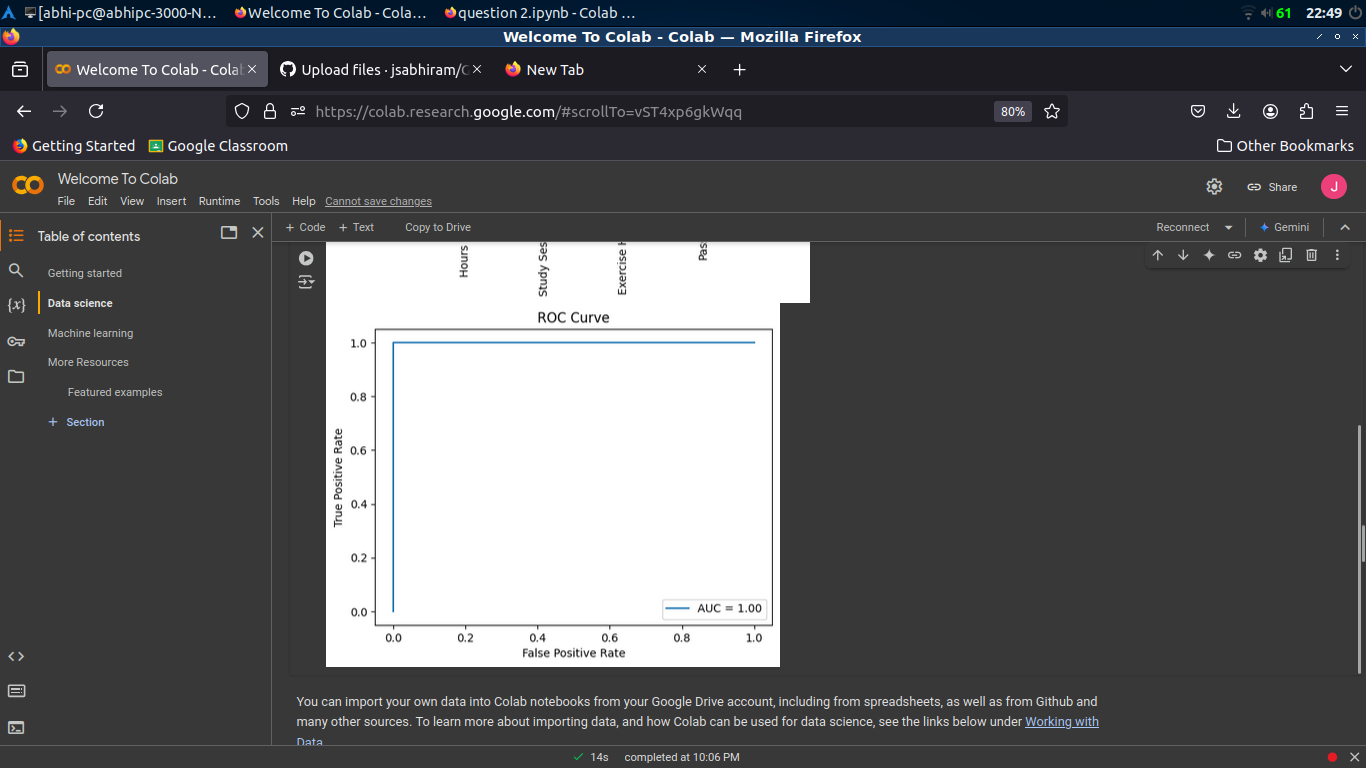 [abhi-pc@abhipc-3000-N... Welcome To Colab - Cola... question 2.ipynb - Colab ... 61 22:49
Welcome To Colab - Colab — Mozilla Firefox
Welcome To Colab - Colab Upload files · jsabhiram/C New Tab
https://colab.research.google.com/#scrollTo=vST4xp6gkWqq 80%
Getting Started Google Classroom Other Bookmarks
Welcome To Colab Share J
File Edit View Insert Runtime Tools Help Cannot save changes
Table of contents + Code + Text Copy to Drive Reconnect Gemini
Getting started
Data science
Machine learning
More Resources
Featured examples
+ Section
Hours
Study Ses
Exercise
Pas
ROC Curve
1.0
0.8
0.6
0.4
0.2
0.0
True Positive Rate
AUC = 1.00
0.0 0.2 0.4 0.6 0.8 1.0
False Positive Rate
You can import your own data into Colab notebooks from your Google Drive account, including from spreadsheets, as well as from Github and
many other sources. To learn more about importing data, and how Colab can be used for data science, see the links below under Working with
Data
14s completed at 10:06 PM